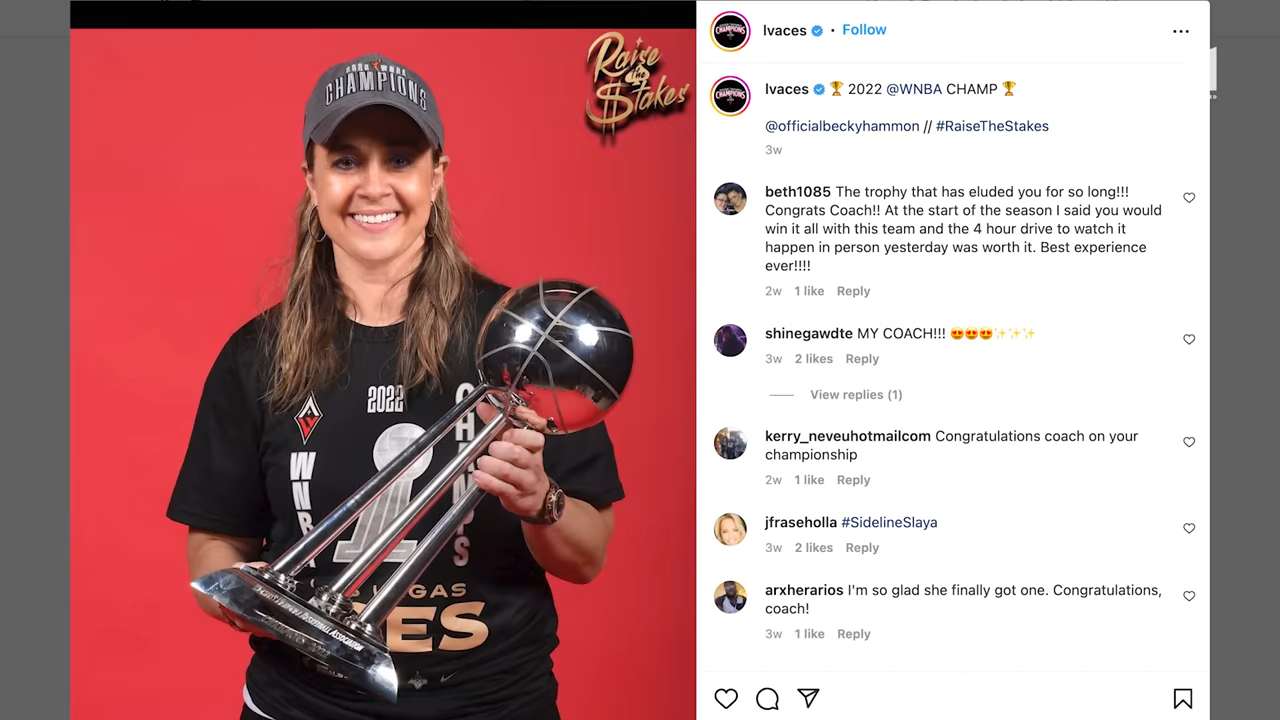 Raise
the
$takes
2022 WNBA
CHAMPIONS
2022
WNBA
CHAMPS
LAS VEGAS
ACES
CHAMPIONS
lvaces • Follow
CHAMPIONS
lvaces 🏆 2022 @WNBA CHAMP 🏆
@officialbeckyhammon // #RaiseTheStakes
3w
beth1085 The trophy that has eluded you for so long!!!
Congrats Coach!! At the start of the season I said you would
win it all with this team and the 4 hour drive to watch it
happen in person yesterday was worth it. Best experience
ever!!!!
2w 1 like Reply
shinegawdte MY COACH!!! 😍😍😍✨✨✨
3w 2 likes Reply
View replies (1)
kerry_neveuhotmailcom Congratulations coach on your
championship
2w 1 like Reply
jfraseholla #SidelineSlaya
3w 2 likes Reply
arxherarios I'm so glad she finally got one. Congratulations,
coach!
3w 1 like Reply